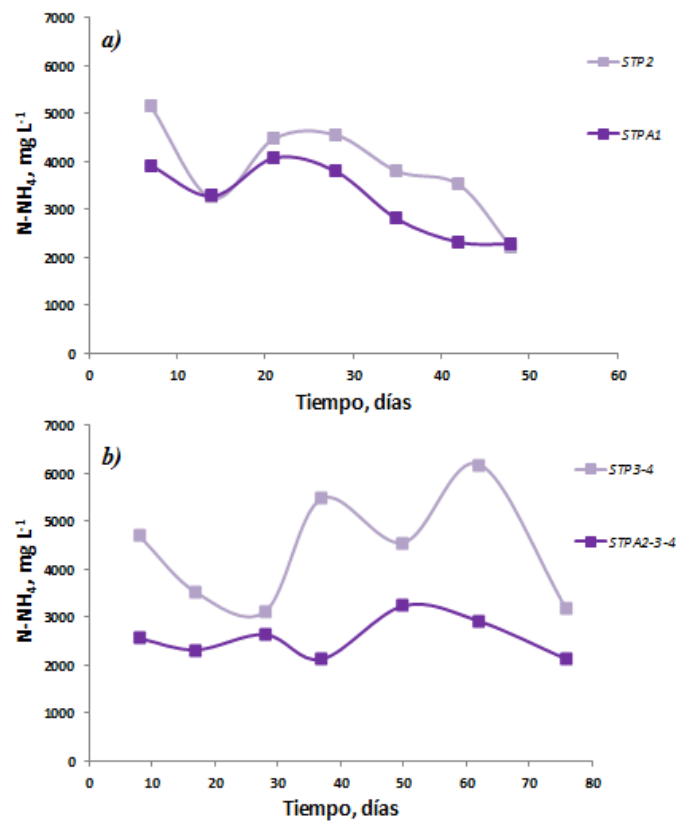 7000
a)
6000
STP2
5000
STPA1
4000
N-NH₄, mg L⁻¹
3000
2000
1000
0
0 10 20 30 40 50 60
Tiempo, días
7000
b)
6000
STP3-4
5000
STPA2-3-4
4000
N-NH₄, mg L⁻¹
3000
2000
1000
0
0 10 20 30 40 50 60 70 80
Tiempo, días